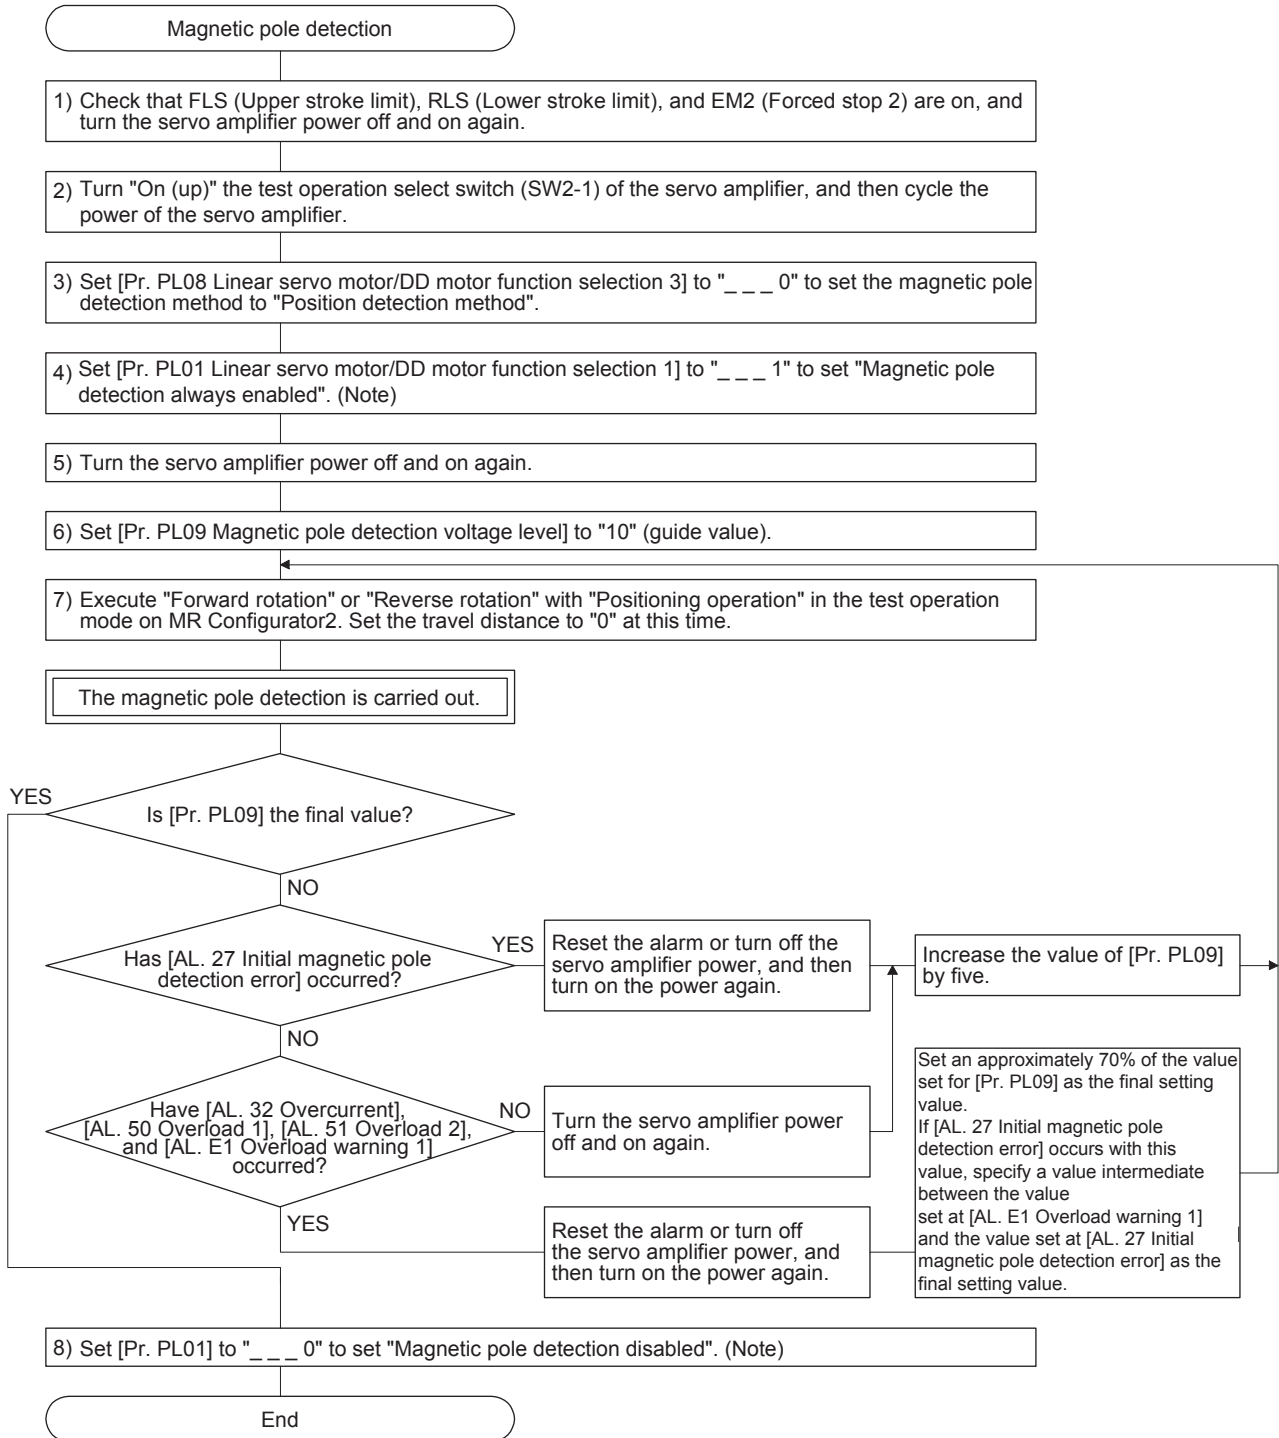 Magnetic pole detection
1) Check that FLS (Upper stroke limit), RLS (Lower stroke limit), and EM2 (Forced stop 2) are on, and
turn the servo amplifier power off and on again.
2) Turn "On (up)" the test operation select switch (SW2-1) of the servo amplifier, and then cycle the
power of the servo amplifier.
3) Set [Pr. PL08 Linear servo motor/DD motor function selection 3] to "_ _ _ 0" to set the magnetic pole
detection method to "Position detection method".
4) Set [Pr. PL01 Linear servo motor/DD motor function selection 1] to "_ _ _ 1" to set "Magnetic pole
detection always enabled". (Note)
5) Turn the servo amplifier power off and on again.
6) Set [Pr. PL09 Magnetic pole detection voltage level] to "10" (guide value).
7) Execute "Forward rotation" or "Reverse rotation" with "Positioning operation" in the test operation
mode on MR Configurator2. Set the travel distance to "0" at this time.
The magnetic pole detection is carried out.
YES
Is [Pr. PL09] the final value?
NO
Has [AL. 27 Initial magnetic pole
detection error] occurred?
YES
Reset the alarm or turn off the
servo amplifier power, and then
turn on the power again.
Increase the value of [Pr. PL09]
by five.
NO
Have [AL. 32 Overcurrent],
[AL. 50 Overload 1], [AL. 51 Overload 2],
and [AL. E1 Overload warning 1]
occurred?
NO
Turn the servo amplifier power
off and on again.
YES
Reset the alarm or turn off
the servo amplifier power, and
then turn on the power again.
Set an approximately 70% of the value
set for [Pr. PL09] as the final setting
value.
If [AL. 27 Initial magnetic pole
detection error] occurs with this
value, specify a value intermediate
between the value
set at [AL. E1 Overload warning 1]
and the value set at [AL. 27 Initial
magnetic pole detection error] as the
final setting value.
8) Set [Pr. PL01] to "_ _ _ 0" to set "Magnetic pole detection disabled". (Note)
End